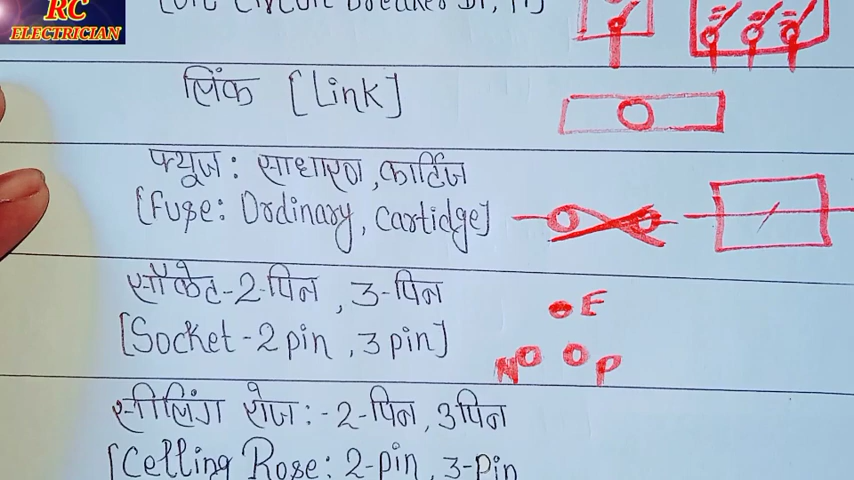 RC
ELECTRICIAN
लिंक [Link]
फ्यूज: साधारण, कार्टिज
[Fuse: Ordinary, Cartidge]
सॉकेट-2-पिन, 3-पिन
[Socket-2 pin, 3 pin]
E
N P
सीलिंग रोज:-2-पिन, 3पिन
[Celling Rose: 2-pin, 3-Pin